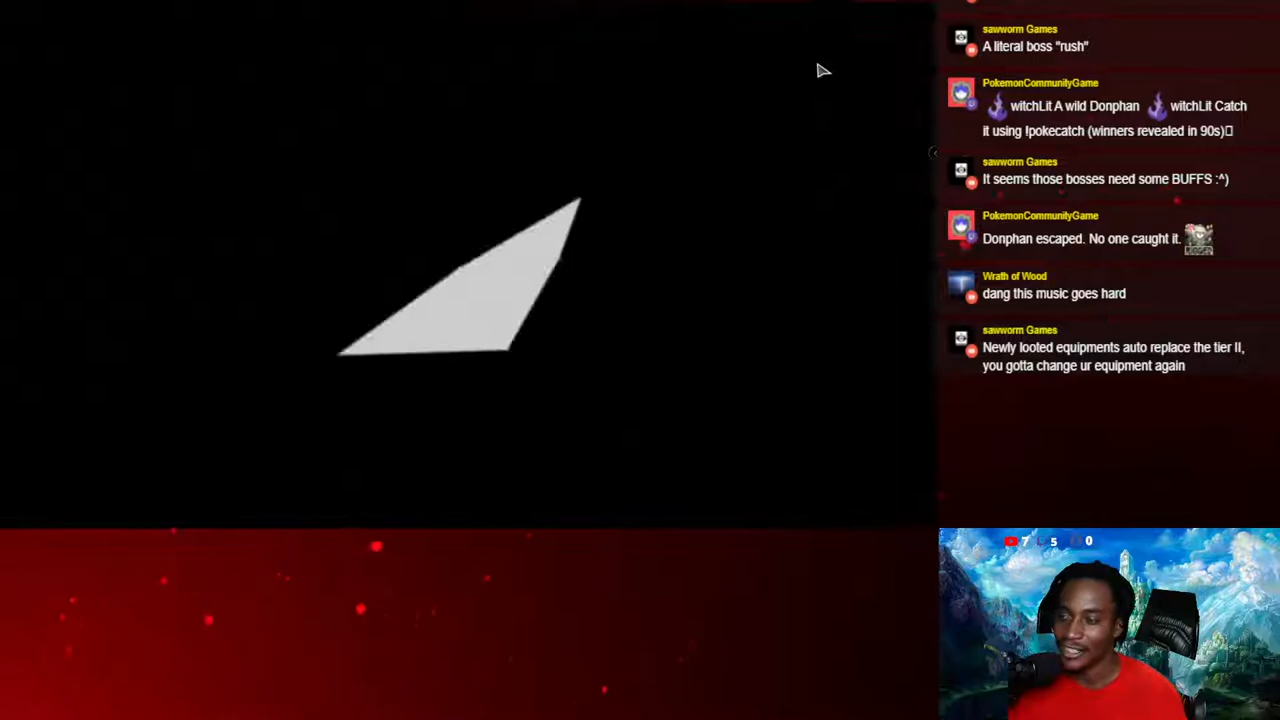 sawworm Games
A literal boss "rush"
PokemonCommunityGame
witchLit A wild Donphan witchLit Catch
it using !pokecatch (winners revealed in 90s)
sawworm Games
It seems those bosses need some BUFFS :^)
PokemonCommunityGame
Donphan escaped. No one caught it.
Wrath of Wood
dang this music goes hard
sawworm Games
Newly looted equipments auto replace the tier II,
you gotta change ur equipment again
7 5 0